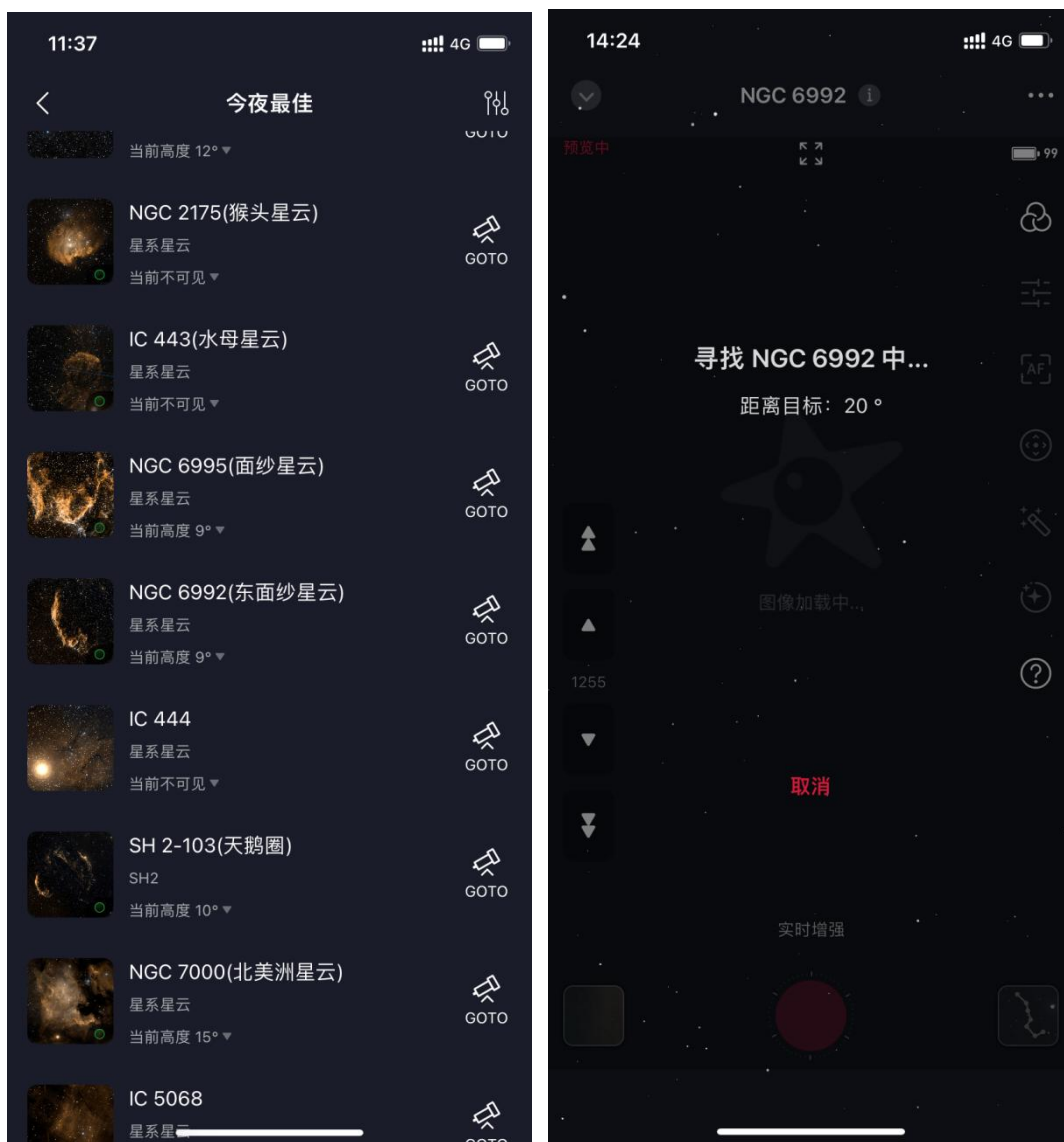 11:37
4G
今夜最佳
当前高度 12°
GOTO
NGC 2175(猴头星云)
星系星云
GOTO
当前不可见
IC 443(水母星云)
星系星云
GOTO
当前不可见
NGC 6995(面纱星云)
星系星云
GOTO
当前高度 9°
NGC 6992(东面纱星云)
星系星云
GOTO
当前高度 9°
IC 444
星系星云
GOTO
当前不可见
SH 2-103(天鹅圈)
SH2
GOTO
当前高度 10°
NGC 7000(北美洲星云)
星系星云
GOTO
当前高度 15°
IC 5068
星系星云
GOTO
14:24
4G
NGC 6992
预览中
99
寻找 NGC 6992 中...
距离目标：20 °
AF
图像加载中...
1255
取消
实时增强